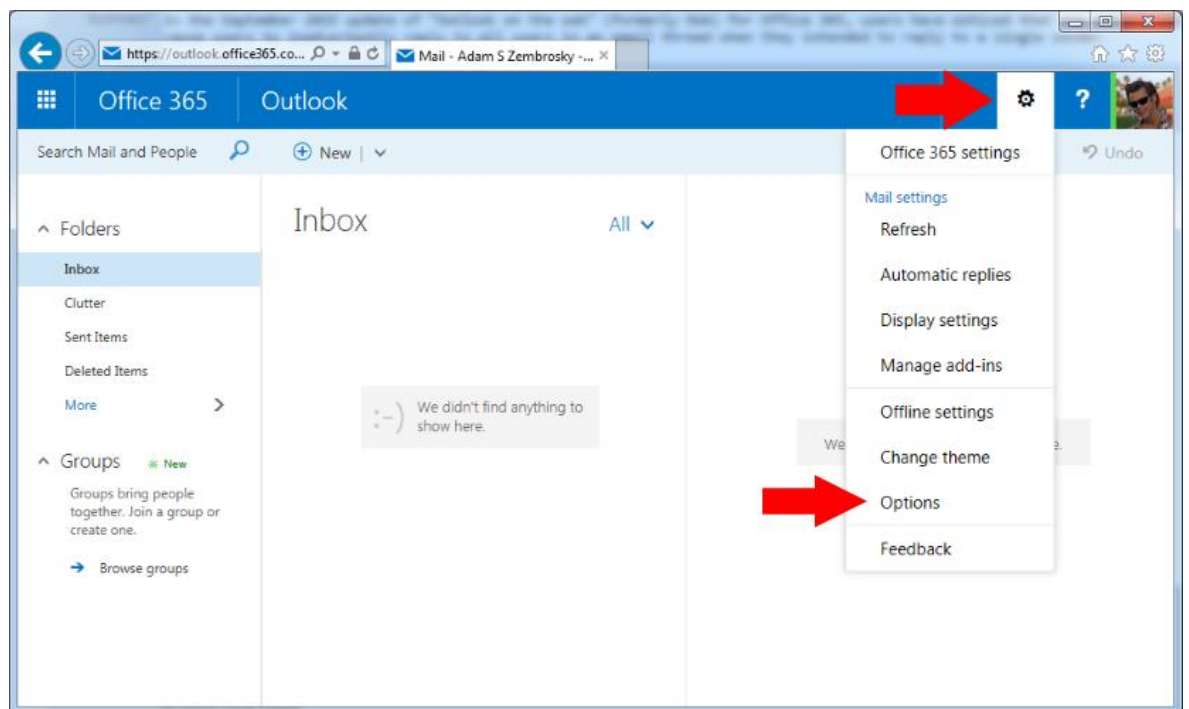 https://outlook.office365.co...
Mail - Adam S Zembrosky -...
Office 365
Outlook
?
Search Mail and People
New
Undo
Folders
Inbox
Clutter
Sent Items
Deleted Items
More
Groups
New
Groups bring people
together. Join a group or
create one.
Browse groups
Inbox
All
:-)
We didn't find anything to
show here.
We
e.
Office 365 settings
Mail settings
Refresh
Automatic replies
Display settings
Manage add-ins
Offline settings
Change theme
Options
Feedback